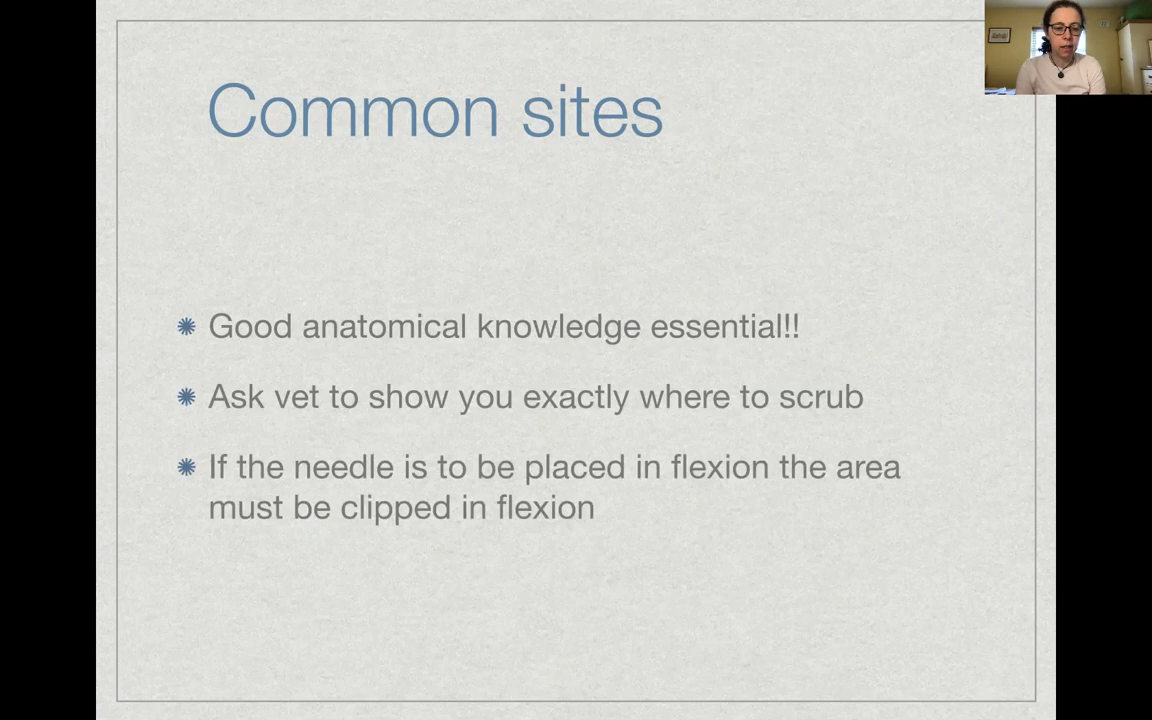 Common sites
Good anatomical knowledge essential!!
Ask vet to show you exactly where to scrub
If the needle is to be placed in flexion the area
must be clipped in flexion